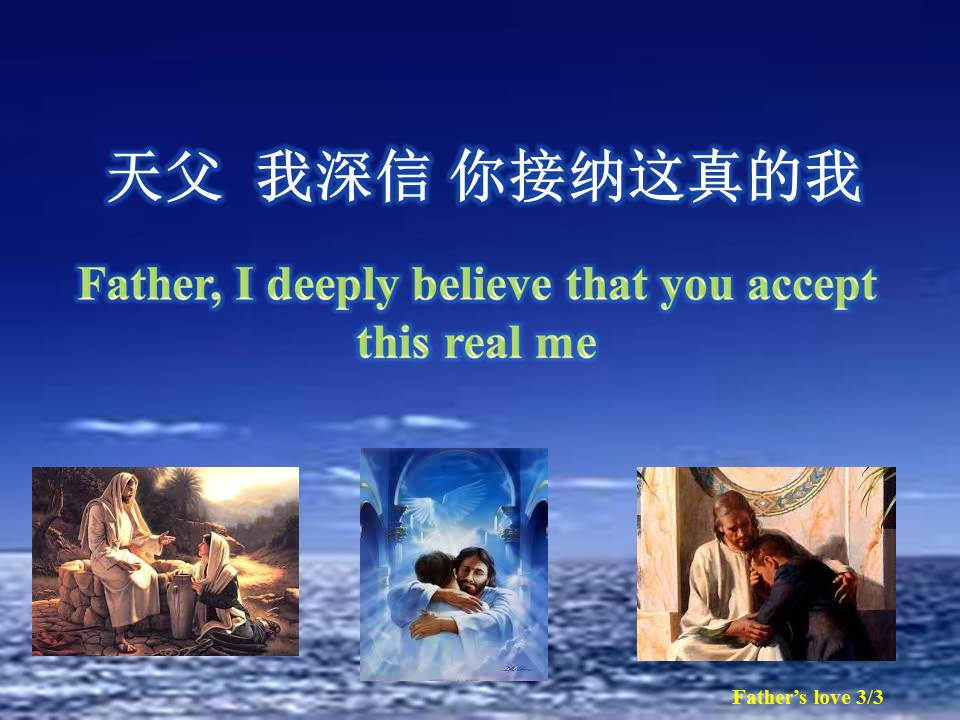 天父 我深信 你接纳这真的我
Father, I deeply believe that you accept
this real me
Father's love 3/3